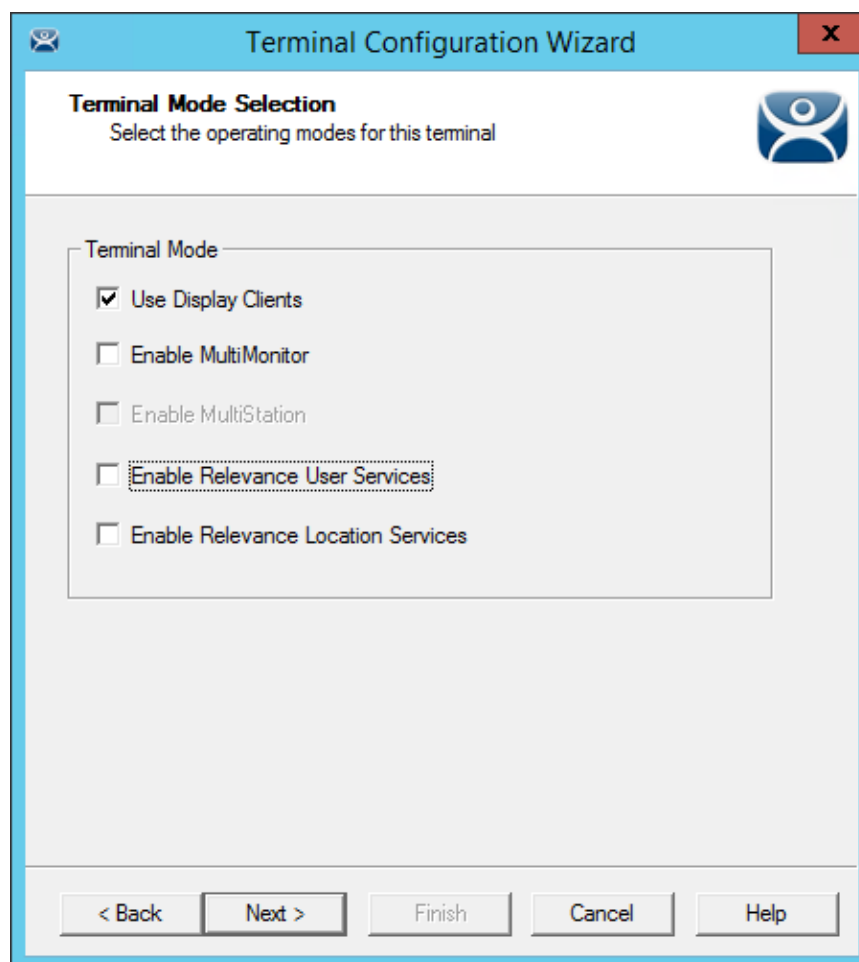 Terminal Configuration Wizard
x
Terminal Mode Selection
Select the operating modes for this terminal
Terminal Mode
Use Display Clients
Enable MultiMonitor
Enable MultiStation
Enable Relevance User Services
Enable Relevance Location Services
< Back Next > Finish Cancel Help